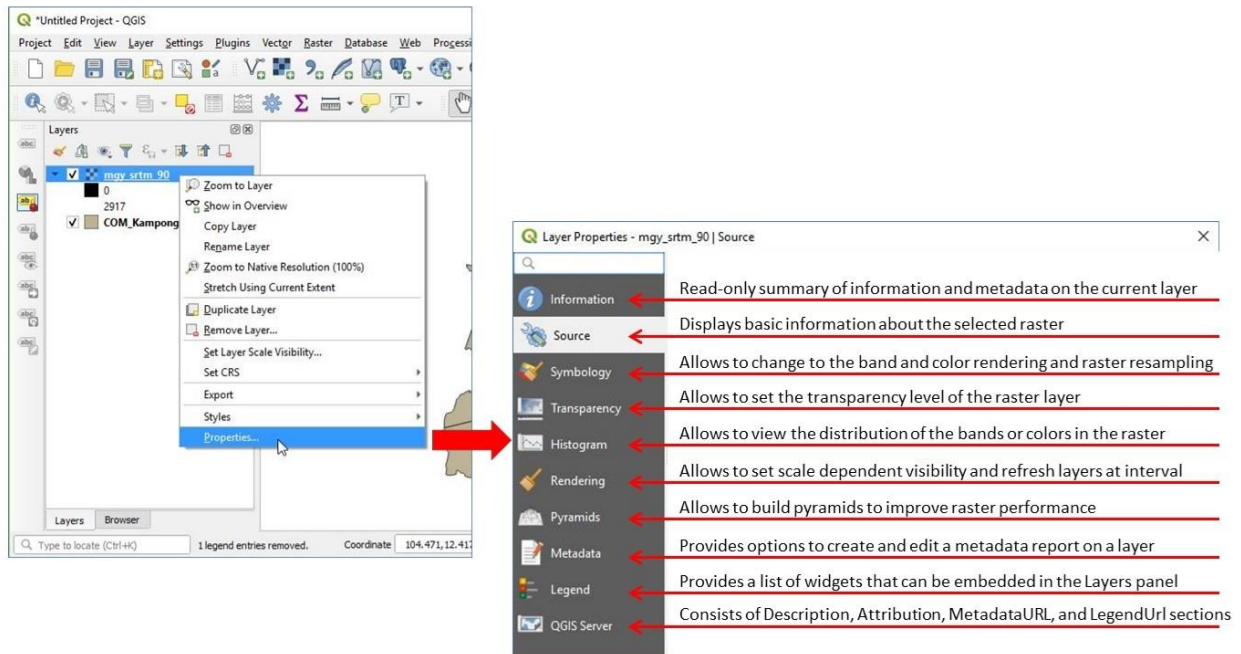 *Untitled Project - QGIS
Project Edit View Layer Settings Plugins Vector Raster Database Web Processi
Layers
mgy_srtm_90
0
2917
COM_Kampong
Zoom to Layer
Show in Overview
Copy Layer
Rename Layer
Zoom to Native Resolution (100%)
Stretch Using Current Extent
Duplicate Layer
Remove Layer...
Set Layer Scale Visibility...
Set CRS
Export
Styles
Properties...
Layers Browser
Type to locate (Ctrl+K) 1 legend entries removed. Coordinate 104.471,12.417
Layer Properties - mgy_srtm_90 | Source
Information Read-only summary of information and metadata on the current layer
Source Displays basic information about the selected raster
Symbology Allows to change to the band and color rendering and raster resampling
Transparency Allows to set the transparency level of the raster layer
Histogram Allows to view the distribution of the bands or colors in the raster
Rendering Allows to set scale dependent visibility and refresh layers at interval
Pyramids Allows to build pyramids to improve raster performance
Metadata Provides options to create and edit a metadata report on a layer
Legend Provides a list of widgets that can be embedded in the Layers panel
QGIS Server Consists of Description, Attribution, MetadataURL, and LegendUrl sections